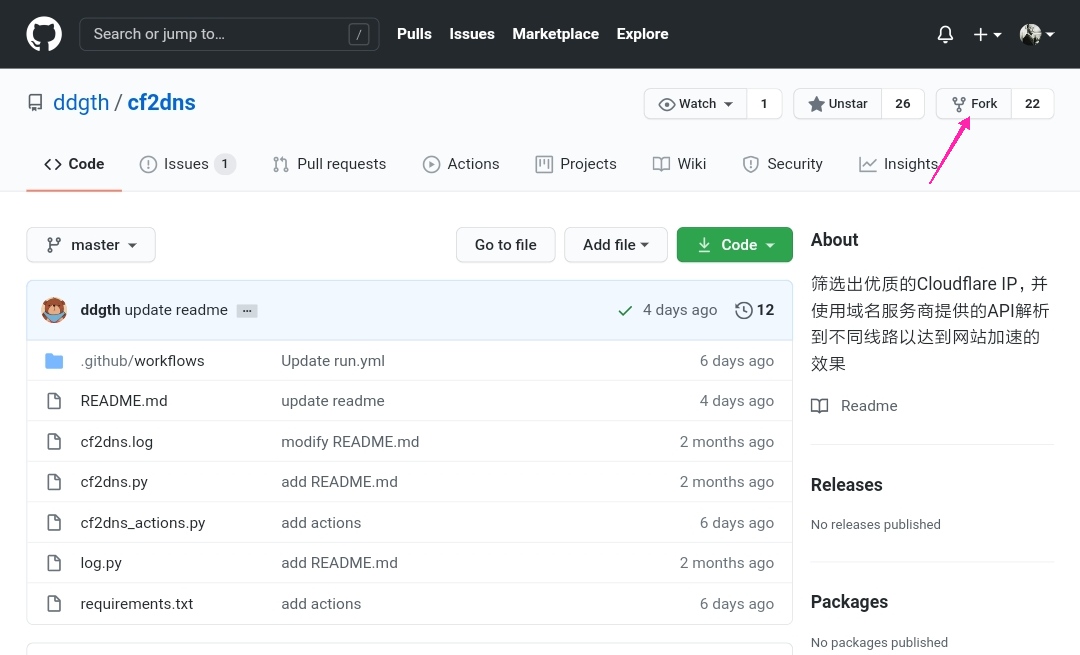 Search or jump to… /
Pulls Issues Marketplace Explore
ddgth / cf2dns
Watch 1 Unstar 26 Fork 22
Code Issues 1 Pull requests Actions Projects Wiki Security Insights
master Go to file Add file Code
ddgth update readme … 4 days ago 12
.github/workflows Update run.yml 6 days ago
README.md update readme 4 days ago
cf2dns.log modify README.md 2 months ago
cf2dns.py add README.md 2 months ago
cf2dns_actions.py add actions 6 days ago
log.py add README.md 2 months ago
requirements.txt add actions 6 days ago
About
筛选出优质的Cloudflare IP，并
使用域名服务商提供的API解析
到不同线路以达到网站加速的
效果
Readme
Releases
No releases published
Packages
No packages published